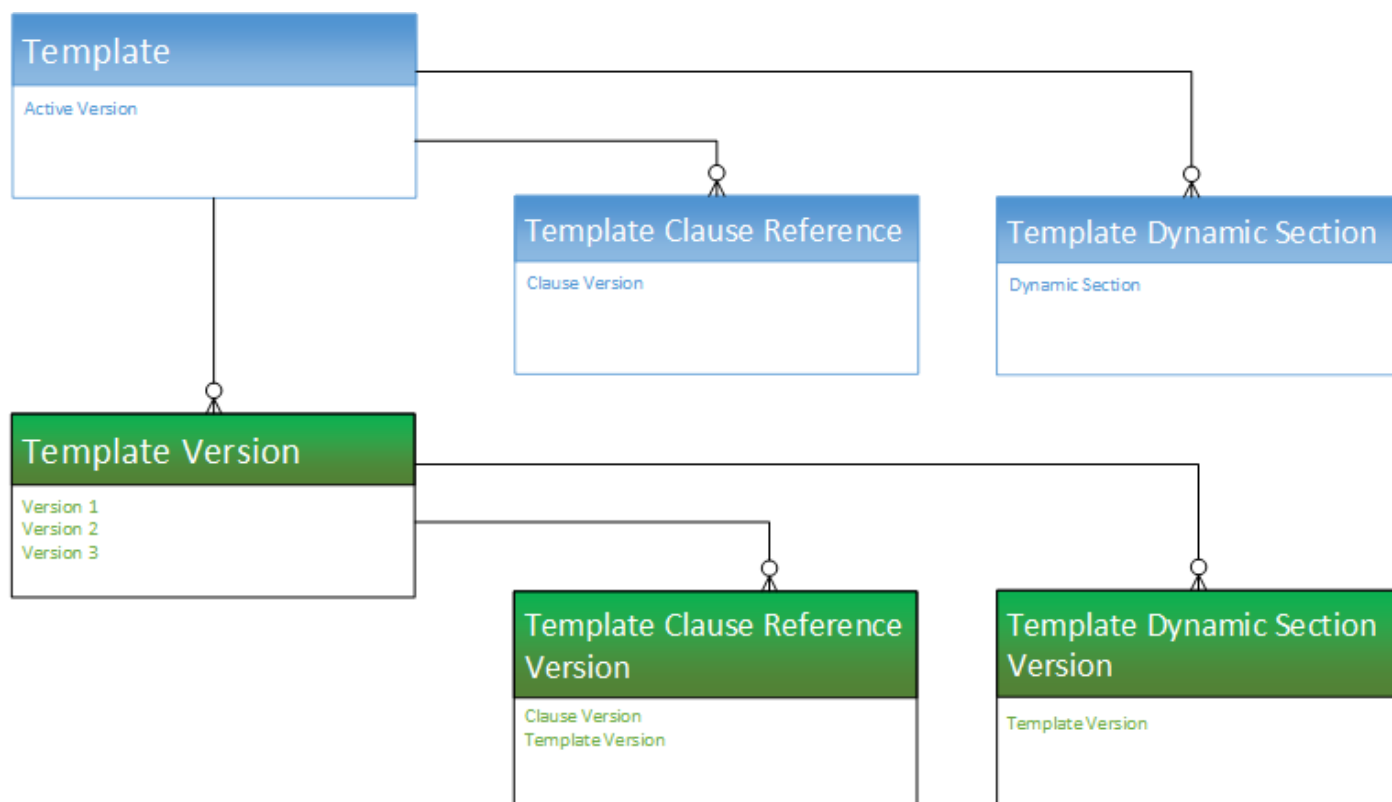 Template
Active Version
Template Clause Reference
Clause Version
Template Dynamic Section
Dynamic Section
Template Version
Version 1
Version 2
Version 3
Template Clause Reference
Version
Clause Version
Template Version
Template Dynamic Section
Version
Template Version